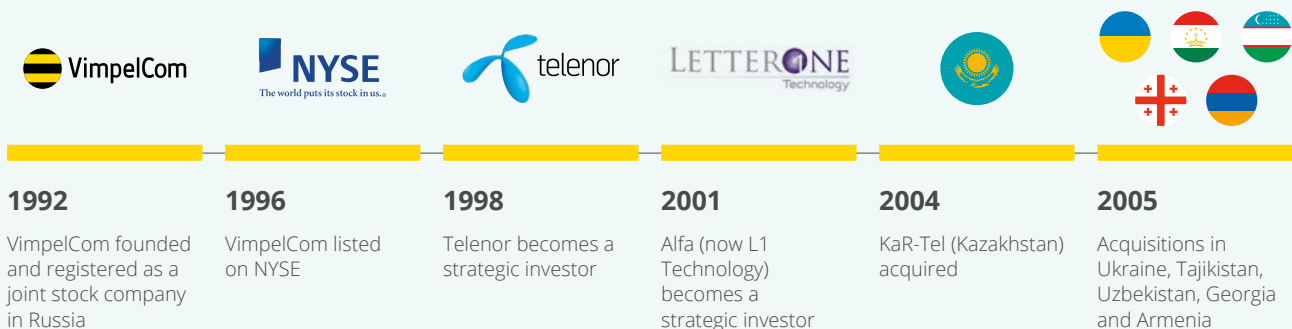 VimpelCom
NYSE
The world puts its stock in us.®
telenor
LETTERONE
Technology
1992
VimpelCom founded
and registered as a
joint stock company
in Russia
1996
VimpelCom listed
on NYSE
1998
Telenor becomes a
strategic investor
2001
Alfa (now L1
Technology)
becomes a
strategic investor
2004
KaR-Tel (Kazakhstan)
acquired
2005
Acquisitions in
Ukraine, Tajikistan,
Uzbekistan, Georgia
and Armenia